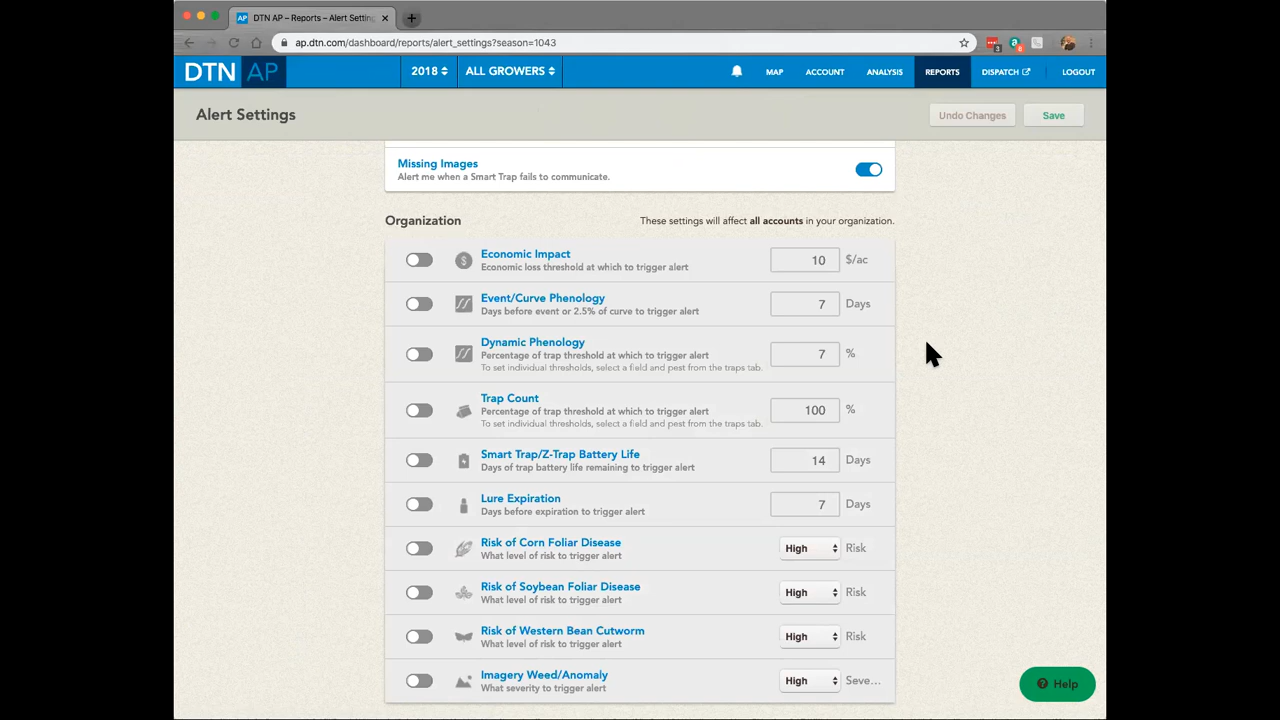 DTN AP – Reports – Alert Setting
ap.dtn.com/dashboard/reports/alert_settings?season=1043
DTN AP 2018 ALL GROWERS MAP ACCOUNT ANALYSIS REPORTS DISPATCH LOGOUT
Alert Settings Undo Changes Save
Missing Images
Alert me when a Smart Trap fails to communicate.
Organization These settings will affect all accounts in your organization.
Economic Impact
Economic loss threshold at which to trigger alert
10 $/ac
Event/Curve Phenology
Days before event or 2.5% of curve to trigger alert
7 Days
Dynamic Phenology
Percentage of trap threshold at which to trigger alert
To set individual thresholds, select a field and pest from the traps tab.
7 %
Trap Count
Percentage of trap threshold at which to trigger alert
To set individual thresholds, select a field and pest from the traps tab.
100 %
Smart Trap/Z-Trap Battery Life
Days of trap battery life remaining to trigger alert
14 Days
Lure Expiration
Days before expiration to trigger alert
7 Days
Risk of Corn Foliar Disease
What level of risk to trigger alert
High Risk
Risk of Soybean Foliar Disease
What level of risk to trigger alert
High Risk
Risk of Western Bean Cutworm
What level of risk to trigger alert
High Risk
Imagery Weed/Anomaly
What severity to trigger alert
High Seve...
Help